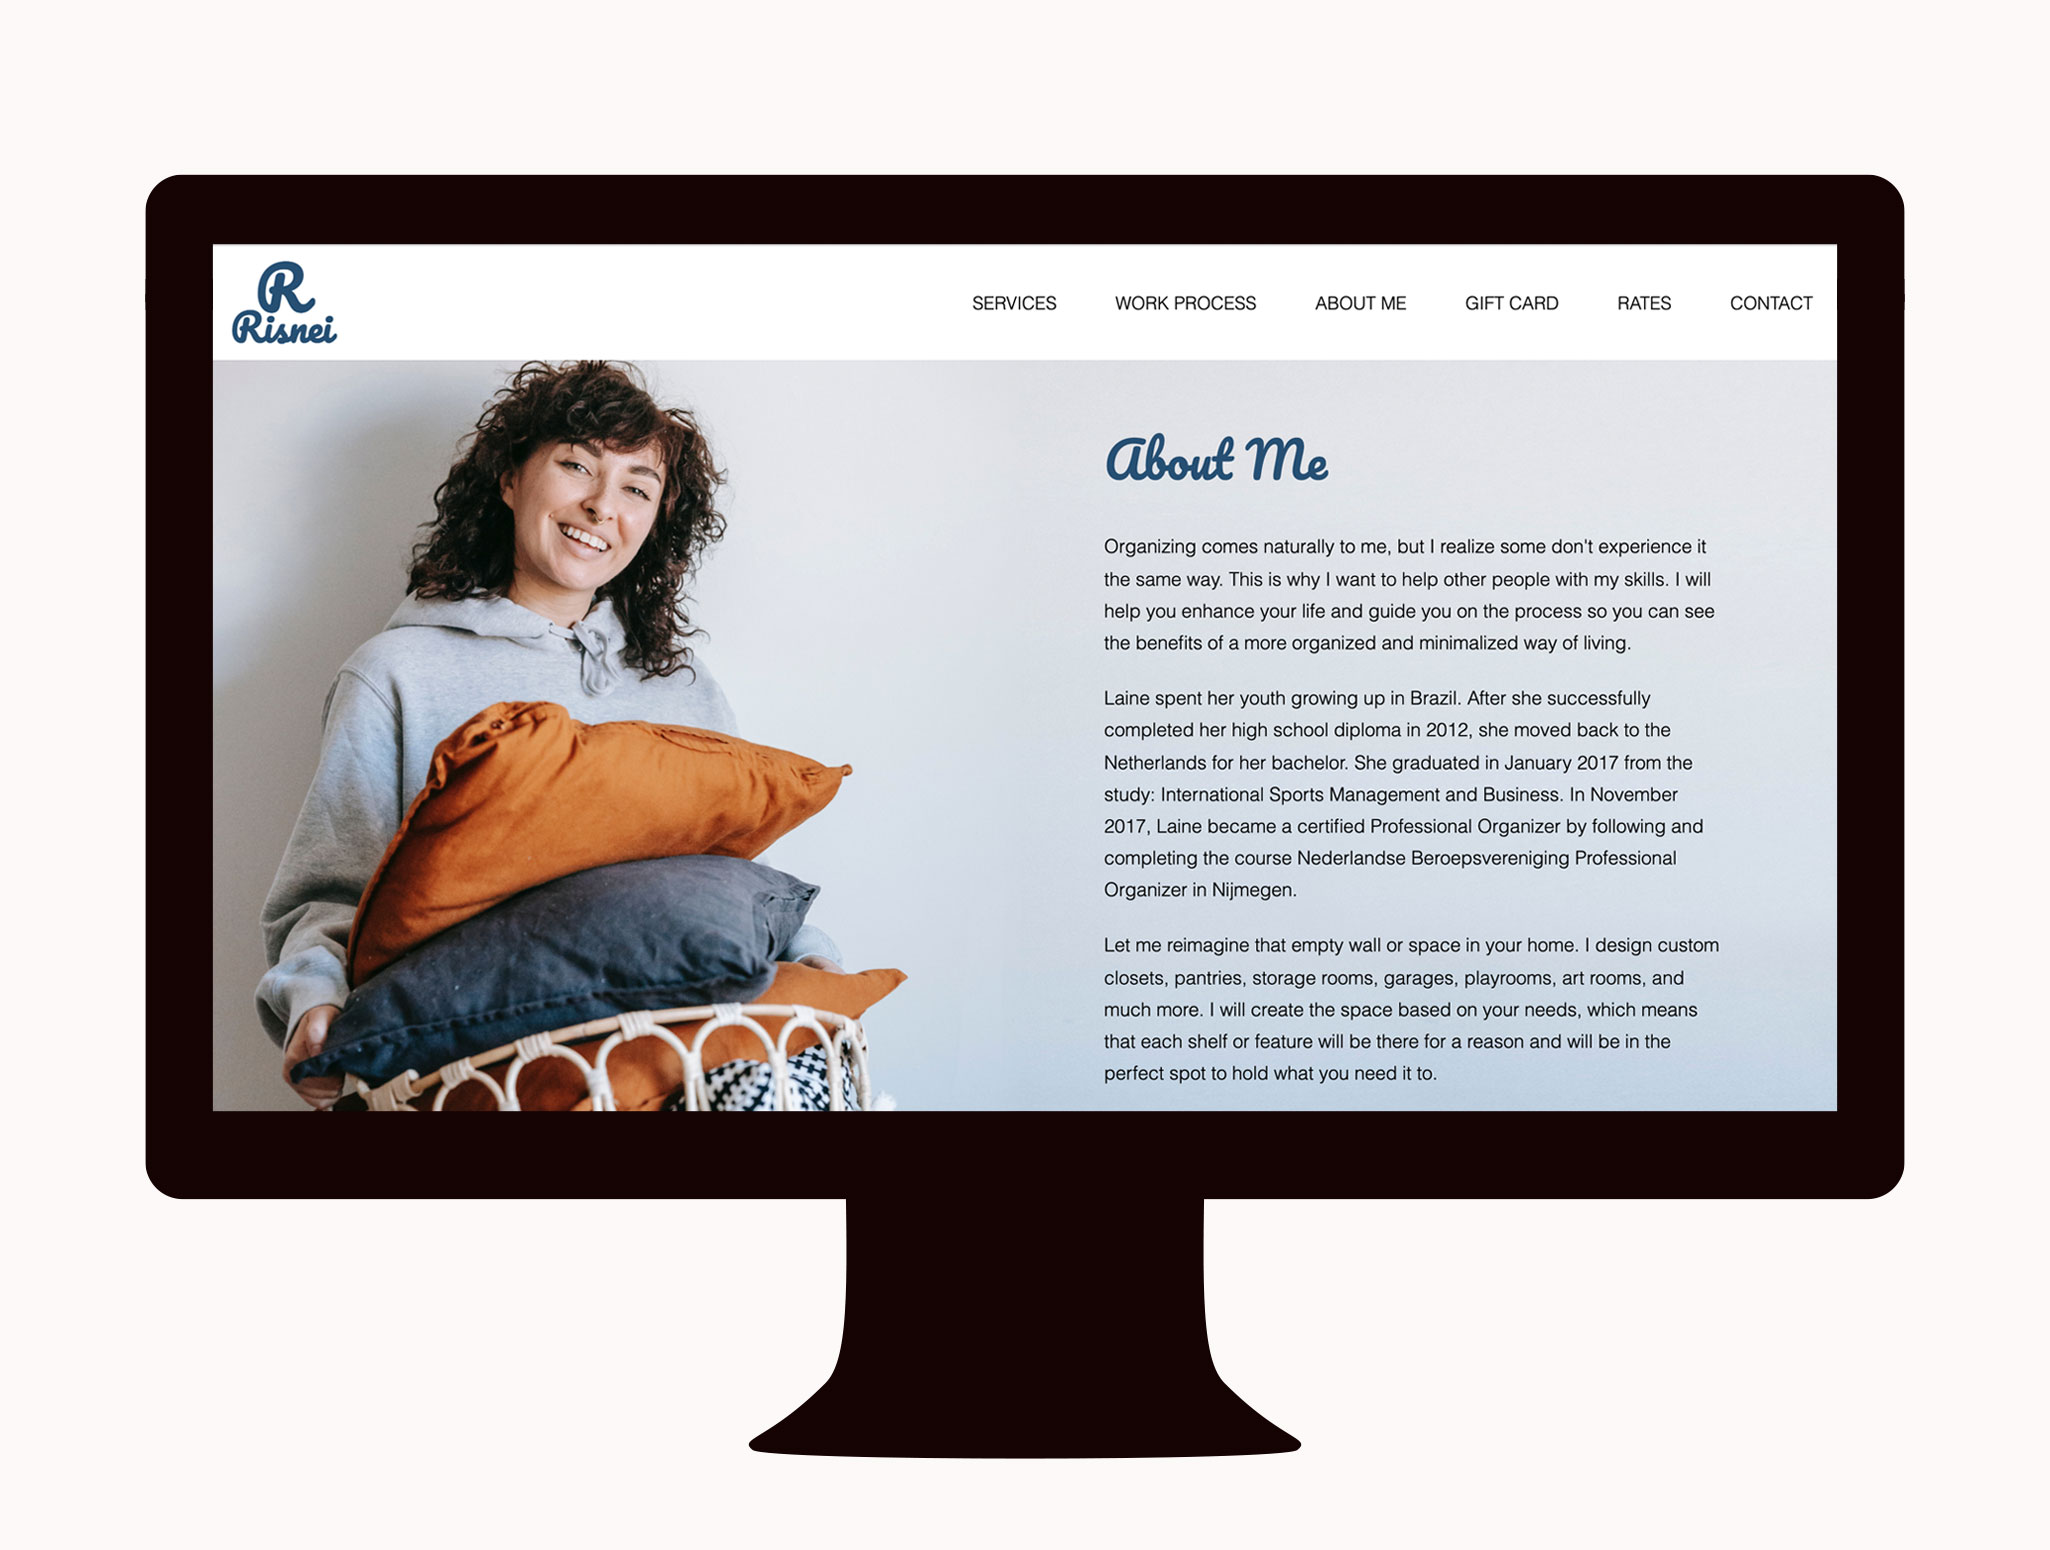 R
Risnei
SERVICES WORK PROCESS ABOUT ME GIFT CARD RATES CONTACT
About Me
Organizing comes naturally to me, but I realize some don't experience it
the same way. This is why I want to help other people with my skills. I will
help you enhance your life and guide you on the process so you can see
the benefits of a more organized and minimalized way of living.
Laine spent her youth growing up in Brazil. After she successfully
completed her high school diploma in 2012, she moved back to the
Netherlands for her bachelor. She graduated in January 2017 from the
study: International Sports Management and Business. In November
2017, Laine became a certified Professional Organizer by following and
completing the course Nederlandse Beroepsvereniging Professional
Organizer in Nijmegen.
Let me reimagine that empty wall or space in your home. I design custom
closets, pantries, storage rooms, garages, playrooms, art rooms, and
much more. I will create the space based on your needs, which means
that each shelf or feature will be there for a reason and will be in the
perfect spot to hold what you need it to.